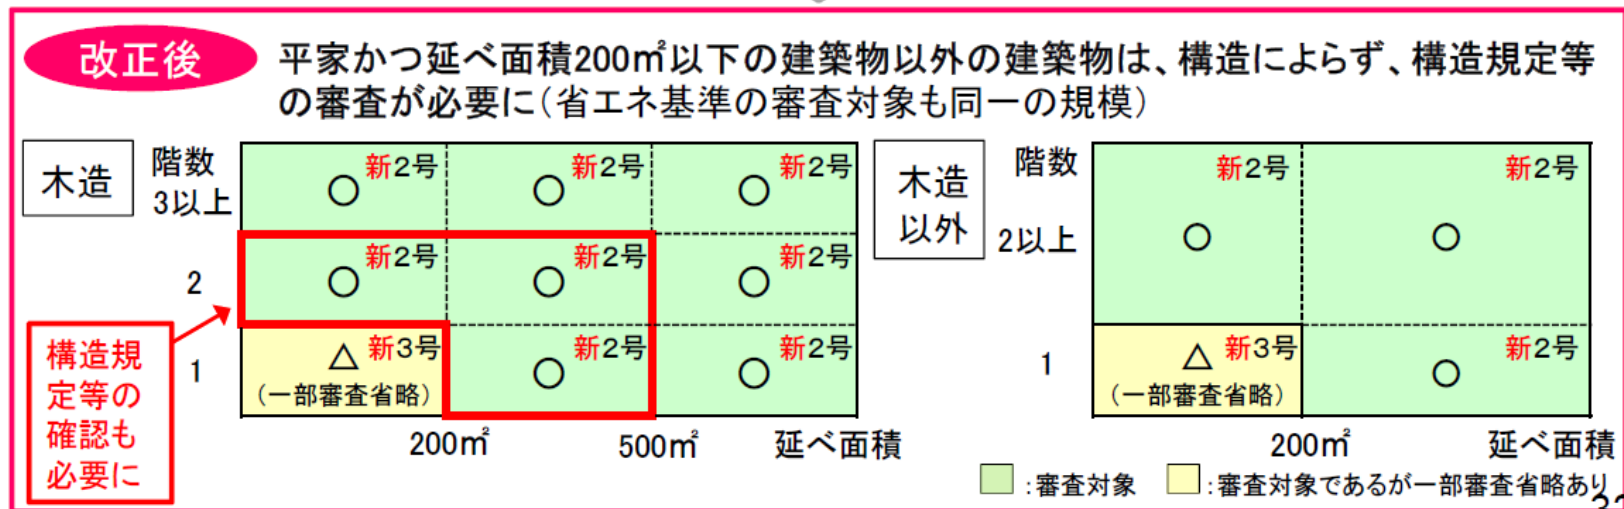 改正後
平家かつ延べ面積200㎡以下の建築物以外の建築物は、構造によらず、構造規定等
の審査が必要に(省エネ基準の審査対象も同一の規模)
木造
階数
3以上
○ 新2号 ○ 新2号 ○ 新2号
2
○ 新2号 ○ 新2号 ○ 新2号
1
△ 新3号 ○ 新2号 ○ 新2号
(一部審査省略)
200㎡ 500㎡ 延べ面積
構造規
定等の
確認も
必要に
木造
以外
階数
2以上
○ 新2号 ○ 新2号
1
△ 新3号 ○ 新2号
(一部審査省略)
200㎡ 延べ面積
:審査対象 :審査対象であるが一部審査省略あり